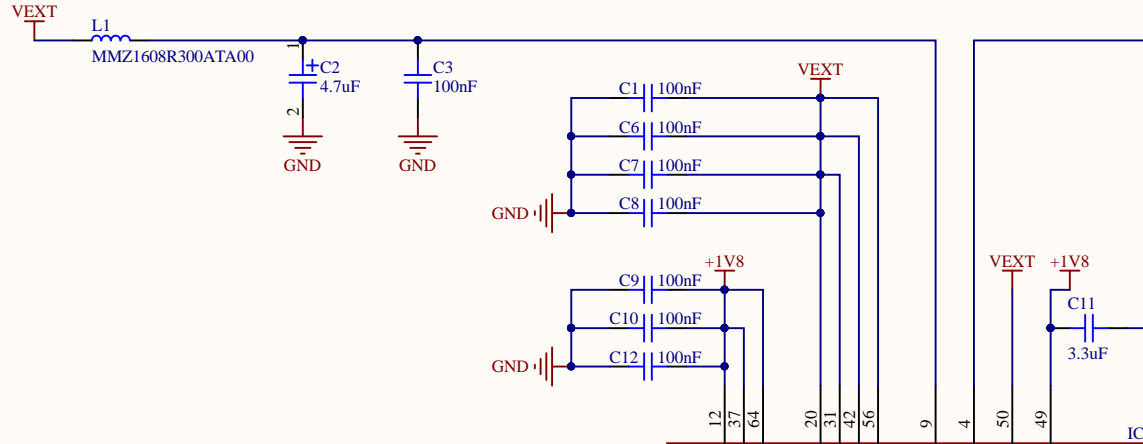 VEXT
L1
MMZ1608R300ATA00
1
C2
4.7uF
2
GND
C3
100nF
GND
VEXT
C1 100nF
C6 100nF
C7 100nF
C8 100nF
GND
+1V8
C9 100nF
C10 100nF
C12 100nF
GND
VEXT
+1V8
C11
3.3uF
12
37
64
20
31
42
56
9
4
50
49
IC